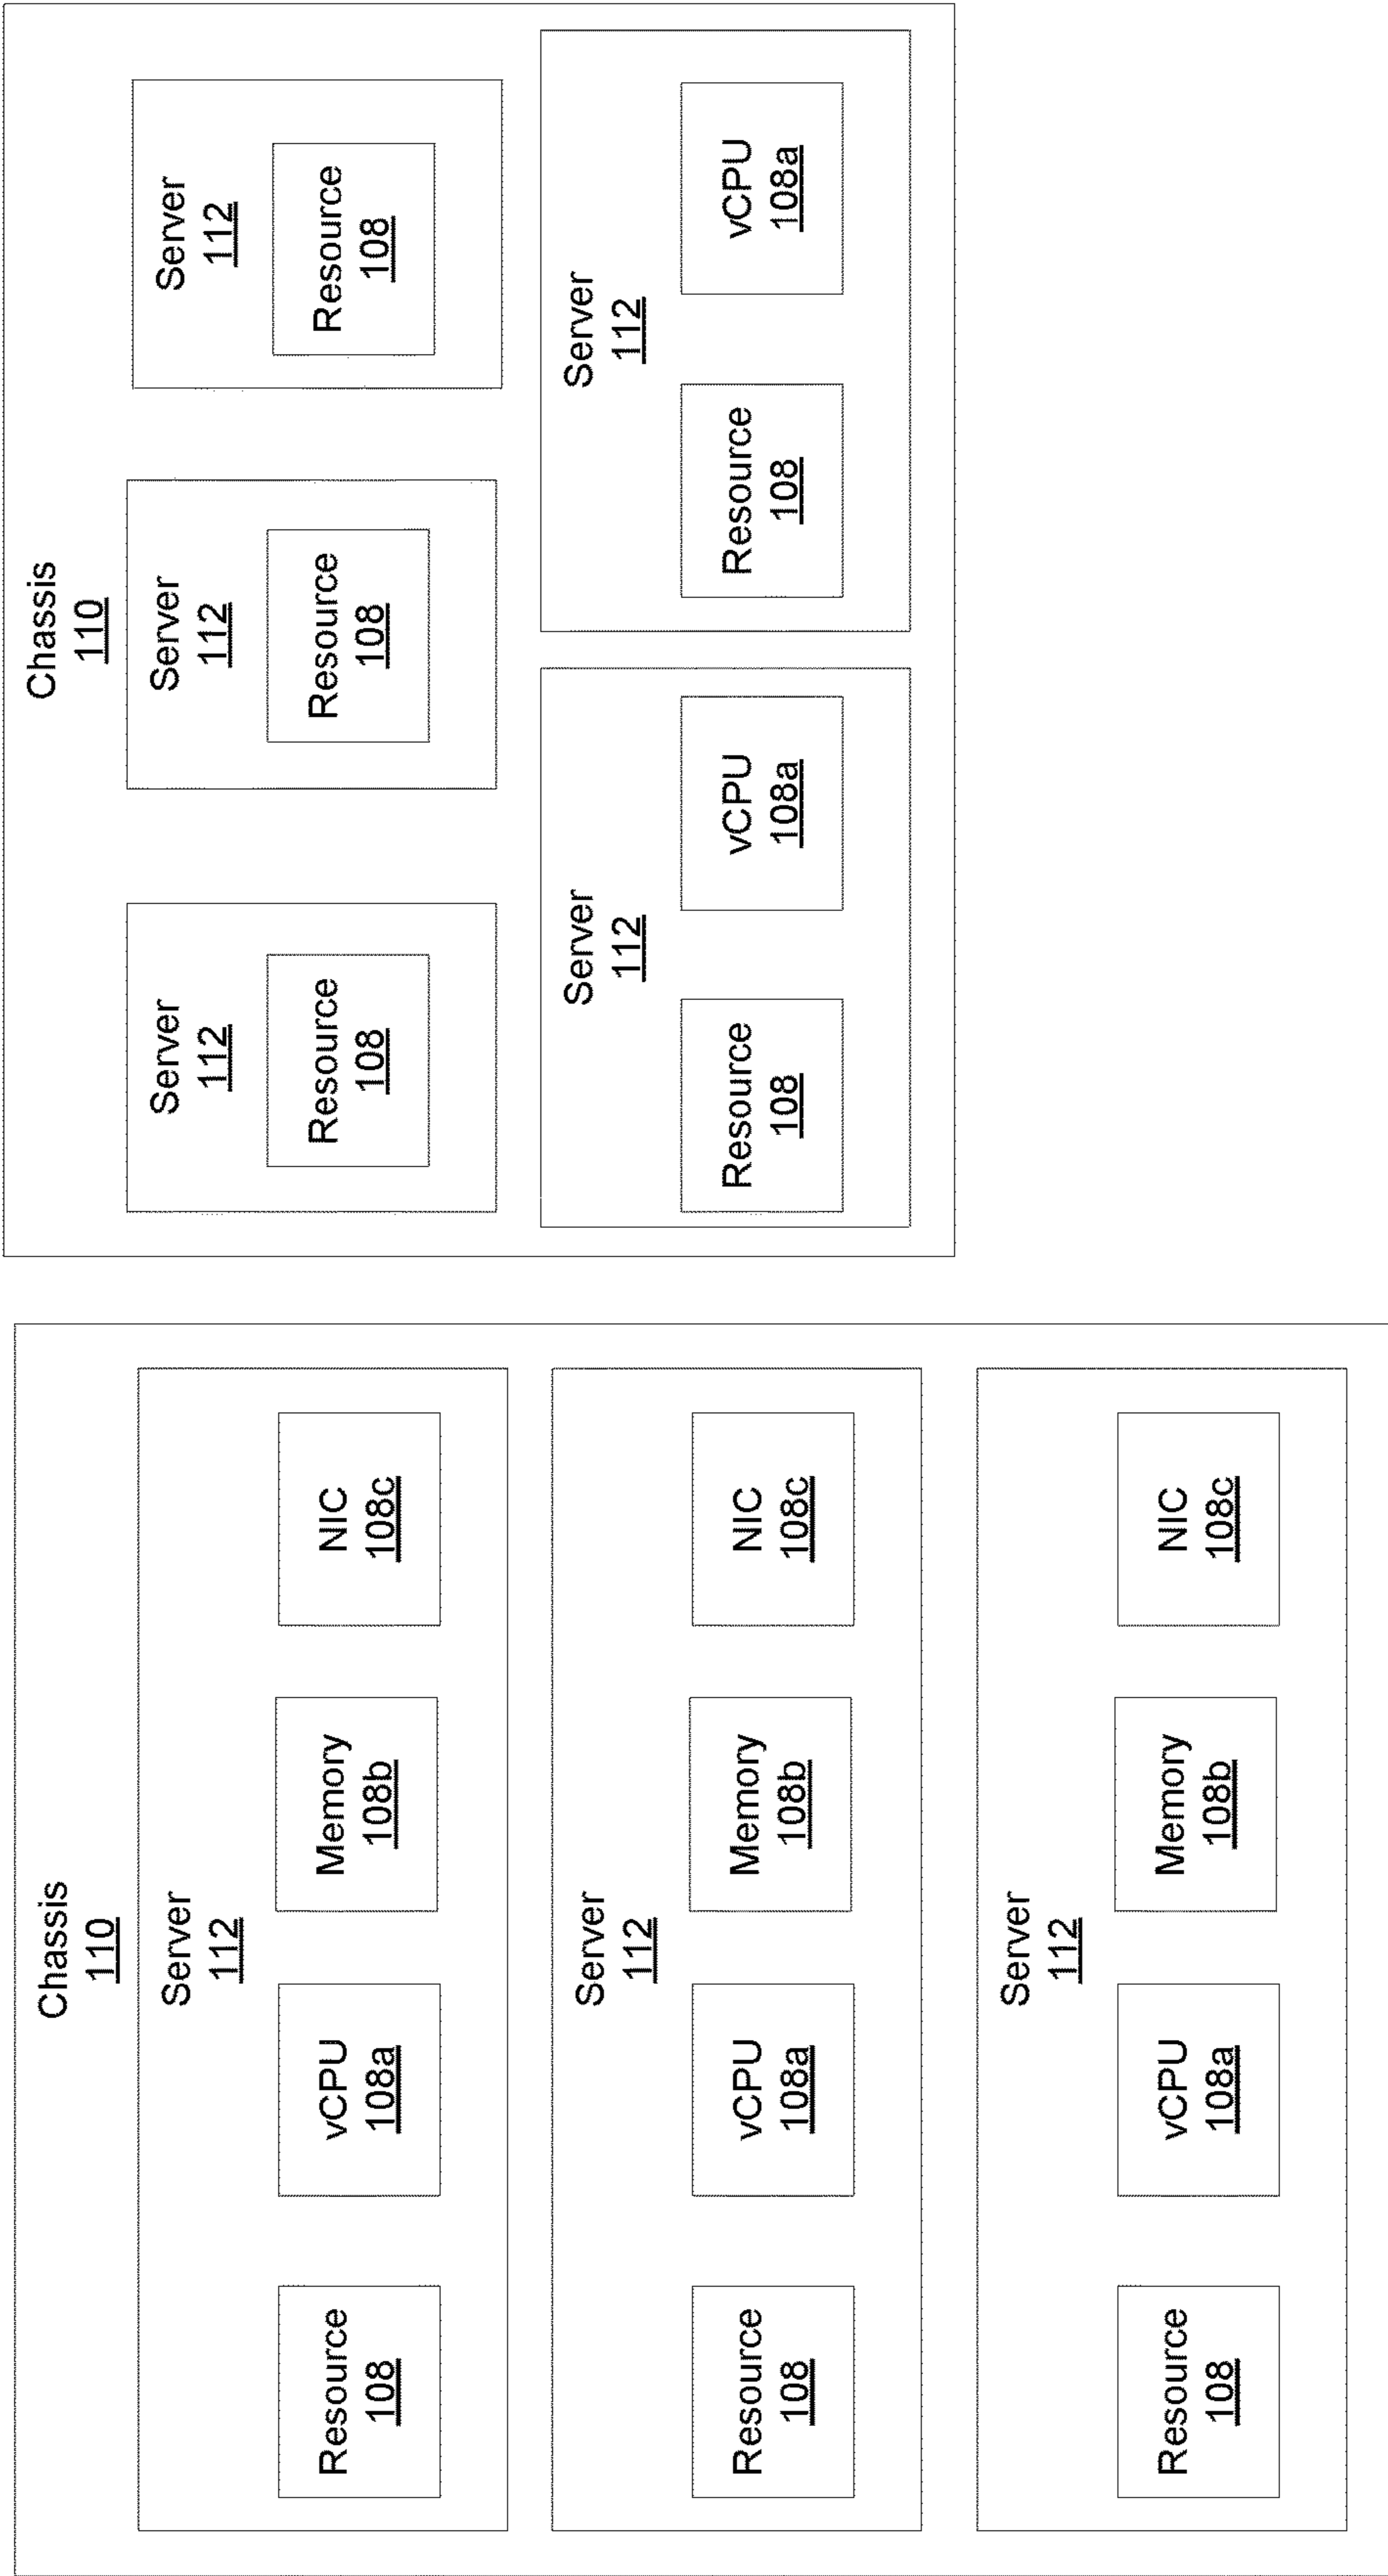 Chassis
110
Server
112
Resource
108
vCPU
108a
Memory
108b
NIC
108c
Server
112
Resource
108
vCPU
108a
Memory
108b
NIC
108c
Server
112
Resource
108
vCPU
108a
Memory
108b
NIC
108c
Chassis
110
Server
112
Resource
108
Server
112
Resource
108
Server
112
Resource
108
Server
112
Resource
108
vCPU
108a
Server
112
Resource
108
vCPU
108a